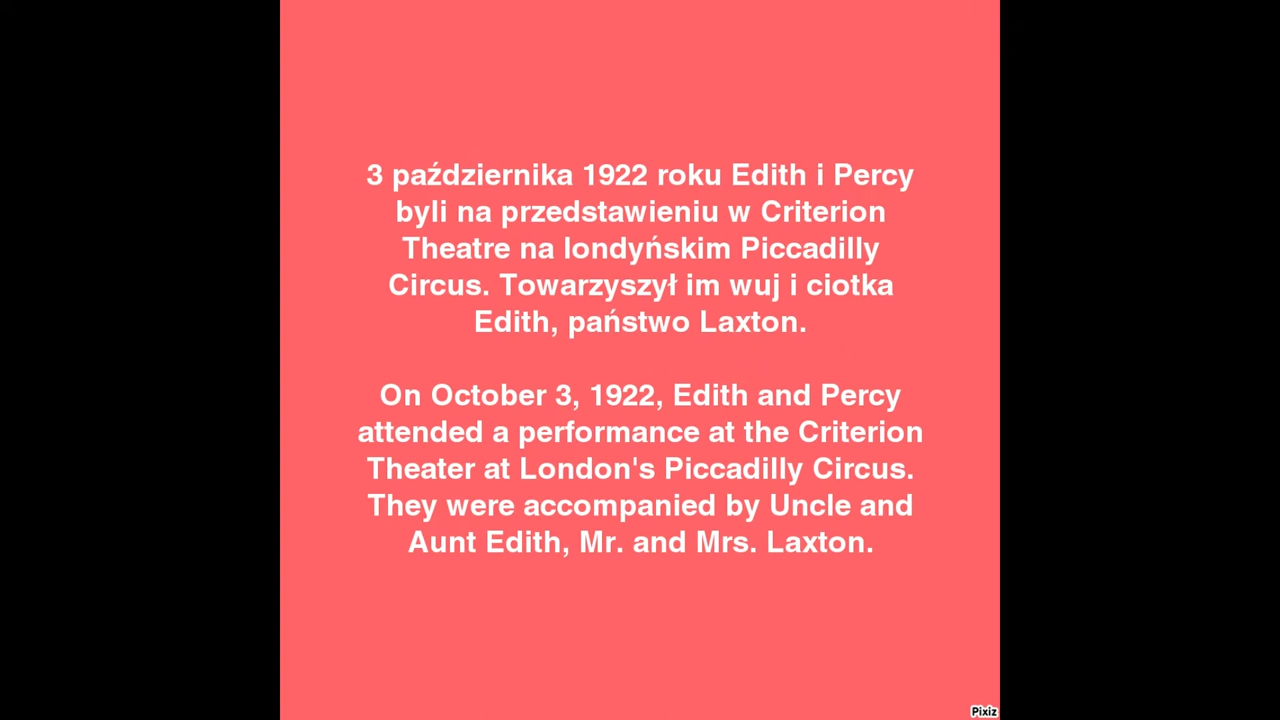 3 października 1922 roku Edith i Percy
byli na przedstawieniu w Criterion
Theatre na londyńskim Piccadilly
Circus. Towarzyszył im wuj i ciotka
Edith, państwo Laxton.
On October 3, 1922, Edith and Percy
attended a performance at the Criterion
Theater at London's Piccadilly Circus.
They were accompanied by Uncle and
Aunt Edith, Mr. and Mrs. Laxton.
Pixiz